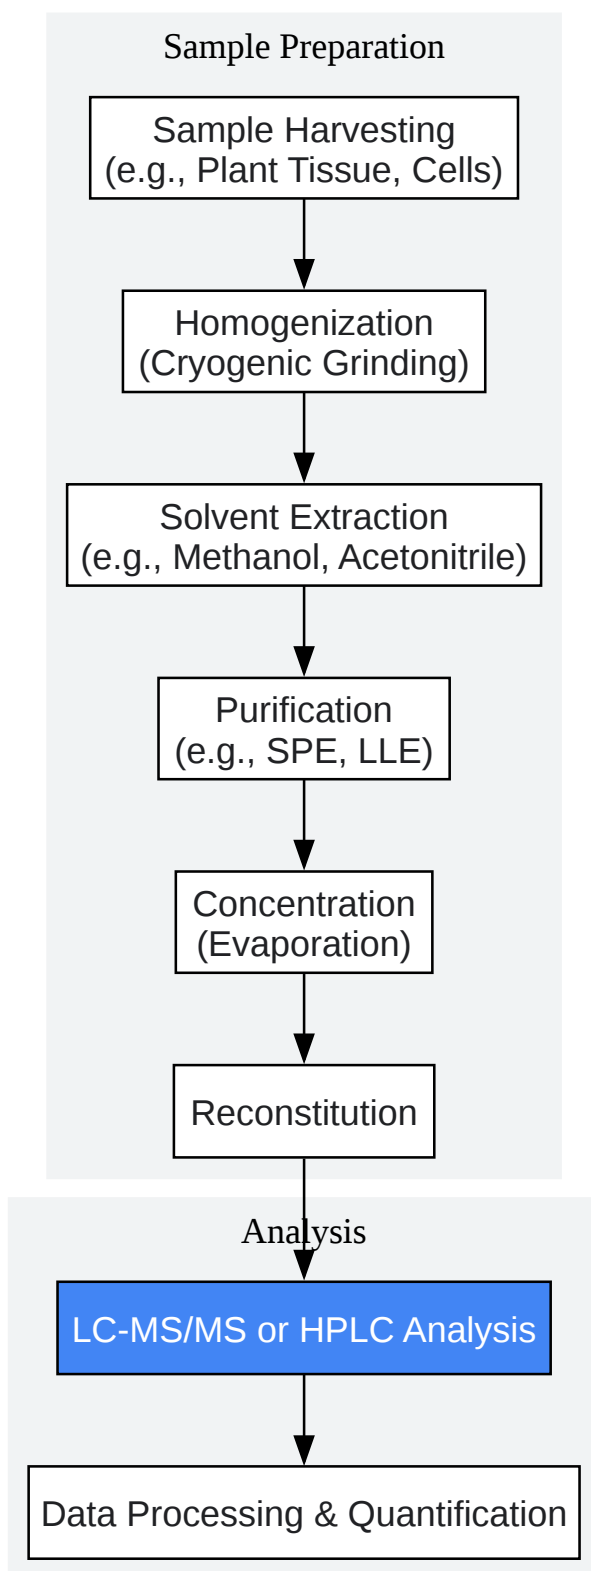 Sample Preparation
Sample Harvesting
(e.g., Plant Tissue, Cells)
Homogenization
(Cryogenic Grinding)
Solvent Extraction
(e.g., Methanol, Acetonitrile)
Purification
(e.g., SPE, LLE)
Concentration
(Evaporation)
Reconstitution
Analysis
LC-MS/MS or HPLC Analysis
Data Processing & Quantification